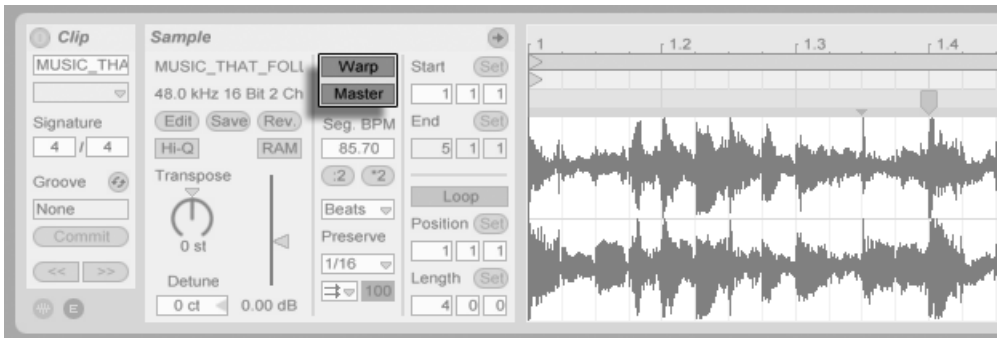 Clip
MUSIC_THA
Signature
4 / 4
Groove
None
Commit
<< >>
E
Sample
MUSIC_THAT_FOLL
48.0 kHz 16 Bit 2 Ch
Edit Save Rev.
Hi-Q RAM
Transpose
0 st
Detune
0 ct 0.00 dB
Warp
Master
Seg. BPM
85.70
:2 *2
Beats
Preserve
1/16
100
Start Set
1 1 1
End Set
5 1 1
Loop
Position Set
1 1 1
Length Set
4 0 0
1 1.2 1.3 1.4